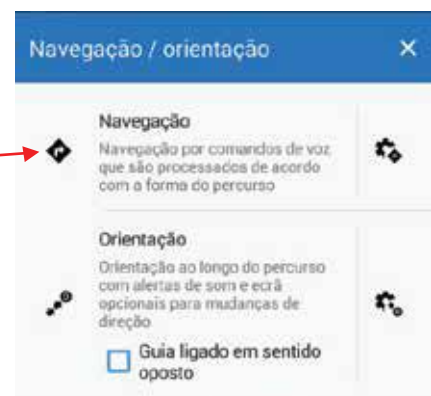 Navegação / orientação
Navegação
Navegação por comandos de voz
que são processados de acordo
com a forma do percurso
Orientação
Orientação ao longo do percurso
com alertas de som e ecrã
opcionais para mudanças de
direção
Guia ligado em sentido
oposto